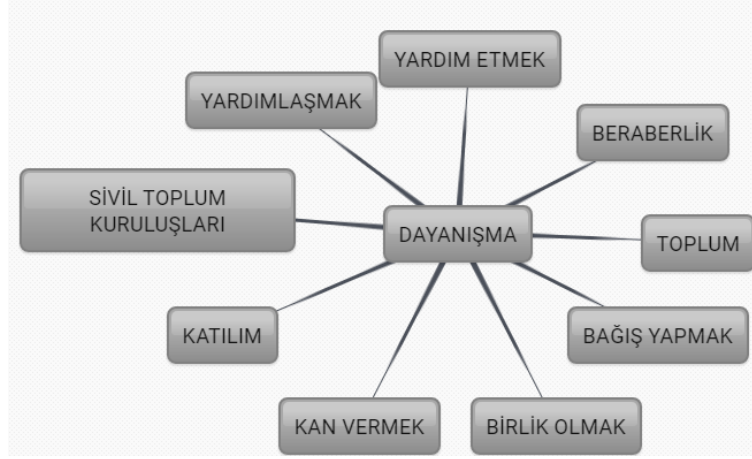 YARDIM ETMEK
YARDIMLAŞMAK
BERABERLİK
SİVİL TOPLUM
KURULUŞLARI
DAYANIŞMA
TOPLUM
KATILIM
BAĞIŞ YAPMAK
KAN VERMEK
BİRLİK OLMAK